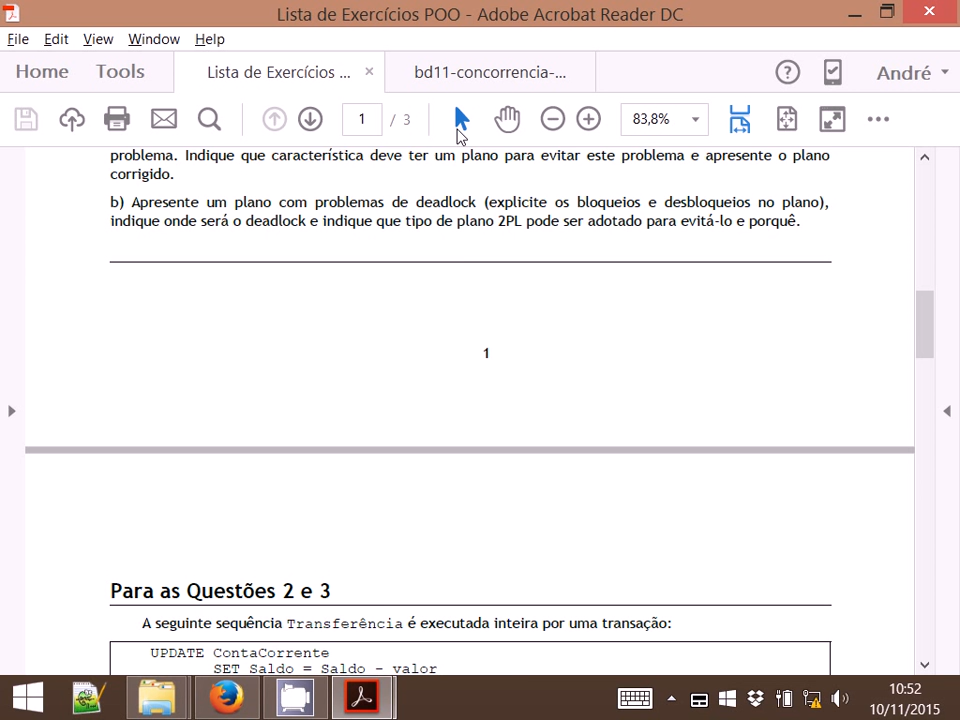 Lista de Exercícios POO - Adobe Acrobat Reader DC
File Edit View Window Help
Home Tools Lista de Exercícios ... × bd11-concorrencia-... André
1 / 3 83,8%
problema. Indique que característica deve ter um plano para evitar este problema e apresente o plano
corrigido.
b) Apresente um plano com problemas de deadlock (explicite os bloqueios e desbloqueios no plano),
indique onde será o deadlock e indique que tipo de plano 2PL pode ser adotado para evitá-lo e porquê.
1
Para as Questões 2 e 3
A seguinte sequência Transferência é executada inteira por uma transação:
UPDATE ContaCorrente
SET Saldo = Saldo - valor
10:52
10/11/2015